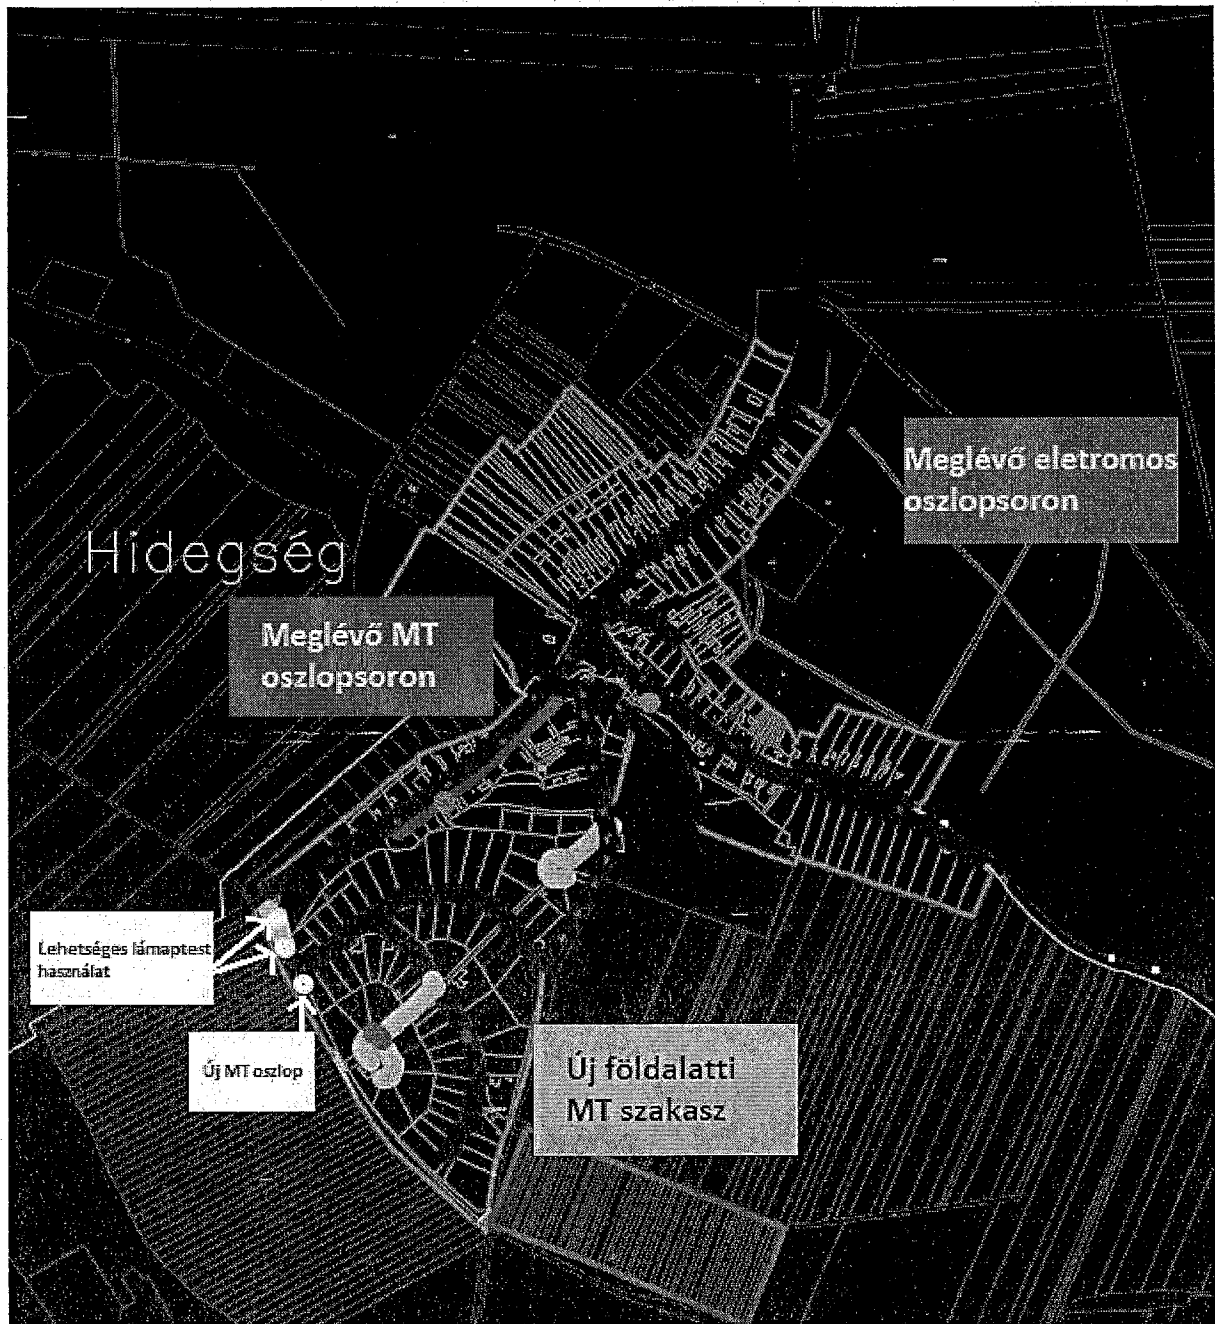 Meglévő eletromos
oszlopsoron
Hidegség
Meglévő MT
oszlopsoron
Lehetséges lámaptest
használat
Új MT oszlop
Új földalatti
MT szakasz